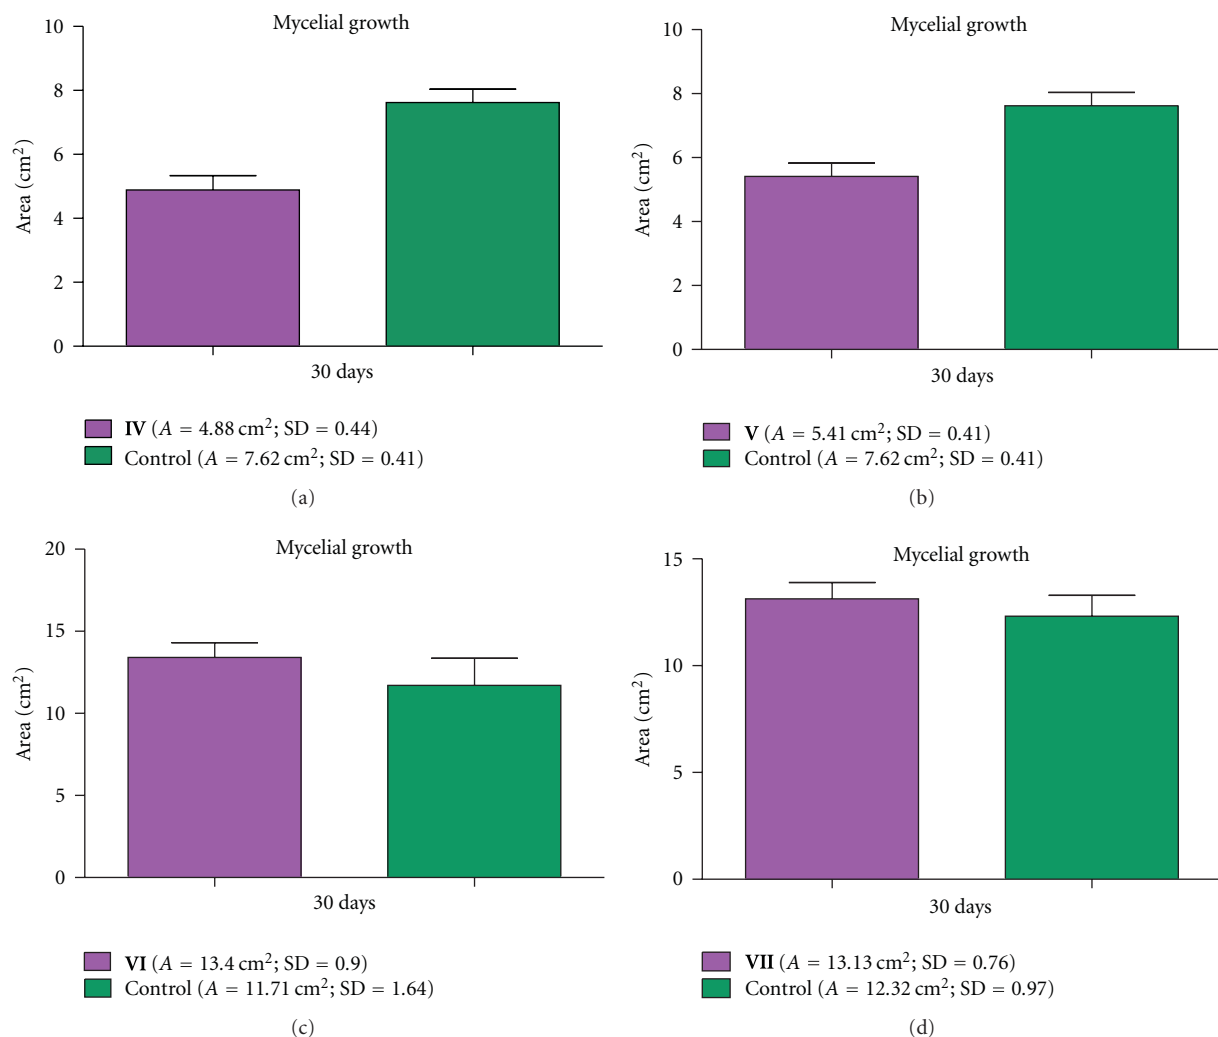 Mycelial growth
10
8
6
4
2
0
Area (cm²)
30 days
IV (A = 4.88 cm²; SD = 0.44)
Control (A = 7.62 cm²; SD = 0.41)
(a)
Mycelial growth
10
8
6
4
2
0
Area (cm²)
30 days
V (A = 5.41 cm²; SD = 0.41)
Control (A = 7.62 cm²; SD = 0.41)
(b)
Mycelial growth
20
15
10
5
0
Area (cm²)
30 days
VI (A = 13.4 cm²; SD = 0.9)
Control (A = 11.71 cm²; SD = 1.64)
(c)
Mycelial growth
15
10
5
0
Area (cm²)
30 days
VII (A = 13.13 cm²; SD = 0.76)
Control (A = 12.32 cm²; SD = 0.97)
(d)